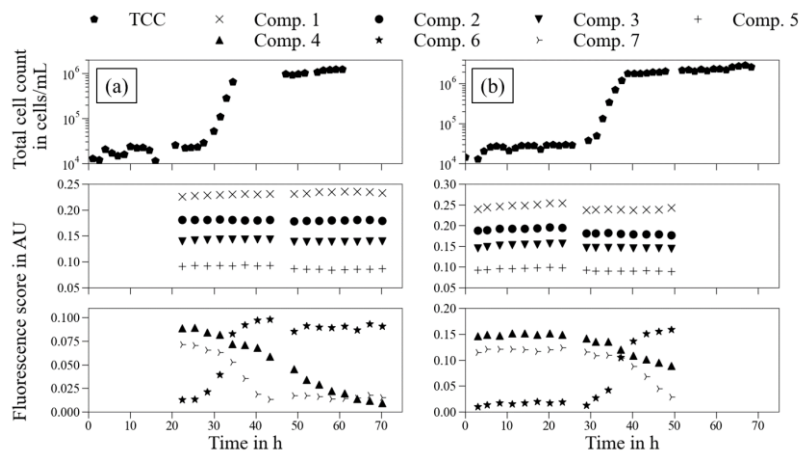 TCC Comp. 1 Comp. 2 Comp. 3 Comp. 5
Comp. 4 Comp. 6 Comp. 7
Total cell count
in cells/mL
10^6
10^5
10^4
(a)
10^6
10^5
10^4
(b)
Fluorescence score in AU
0.25
0.20
0.15
0.10
0.05
0.30
0.25
0.20
0.15
0.10
0.05
0.100
0.075
0.050
0.025
0.000
0.20
0.15
0.10
0.05
0.00
0 10 20 30 40 50 60 70
0 10 20 30 40 50 60 70
Time in h
Time in h